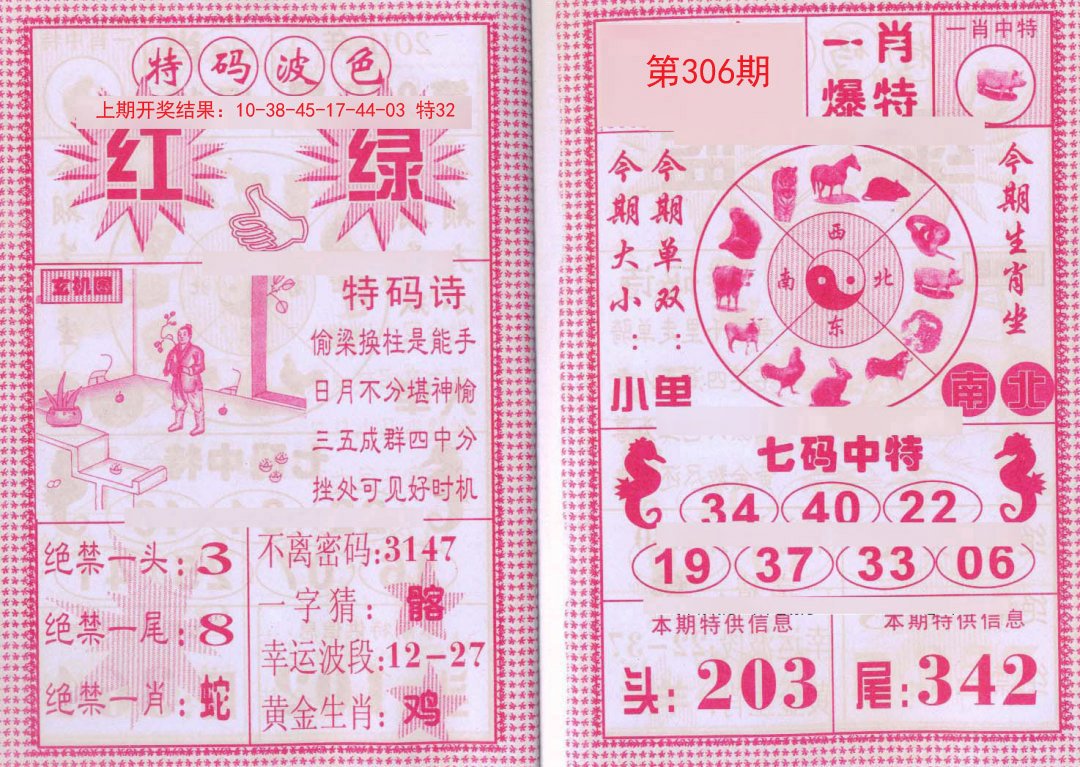 特码波色
上期开奖结果：10-38-45-17-44-03 特32
红 绿
玄机图
特码诗
偷梁换柱是能手
日月不分堪神愉
三五成群四中分
挫处可见好时机
绝禁一头：3
绝禁一尾：8
绝禁一肖：蛇
不离密码：3147
一字猜：髂
幸运波段：12-27
黄金生肖：鸡
第306期
一肖
爆特
一肖中特
今期大小：小
今期单双：
西
南 北
东
今期生肖坐
南北
七码中特
34 40 22
19 37 33 06
本期特供信息
头：203
本期特供信息
尾：342